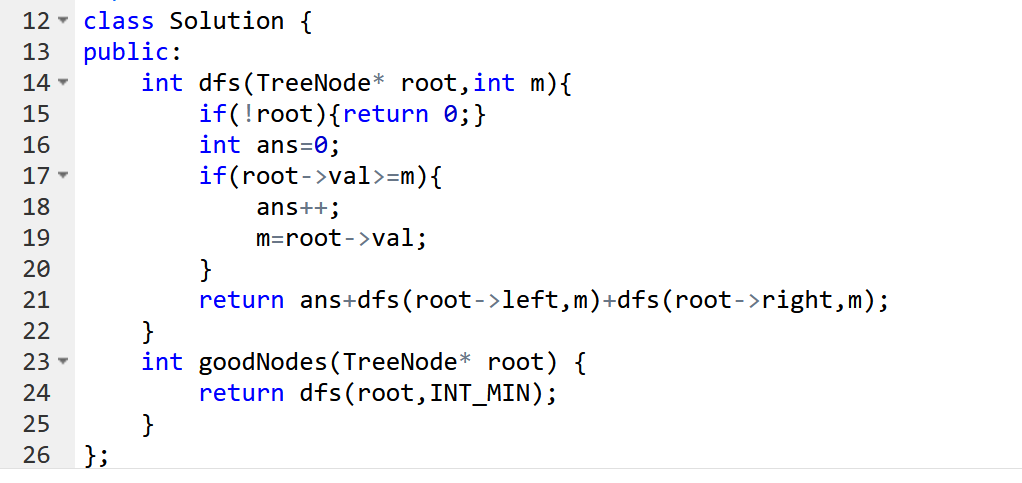 12 class Solution {
13 public:
14     int dfs(TreeNode* root,int m){
15         if(!root){return 0;}
16         int ans=0;
17         if(root->val>=m){
18             ans++;
19             m=root->val;
20         }
21         return ans+dfs(root->left,m)+dfs(root->right,m);
22     }
23     int goodNodes(TreeNode* root) {
24         return dfs(root,INT_MIN);
25     }
26 };